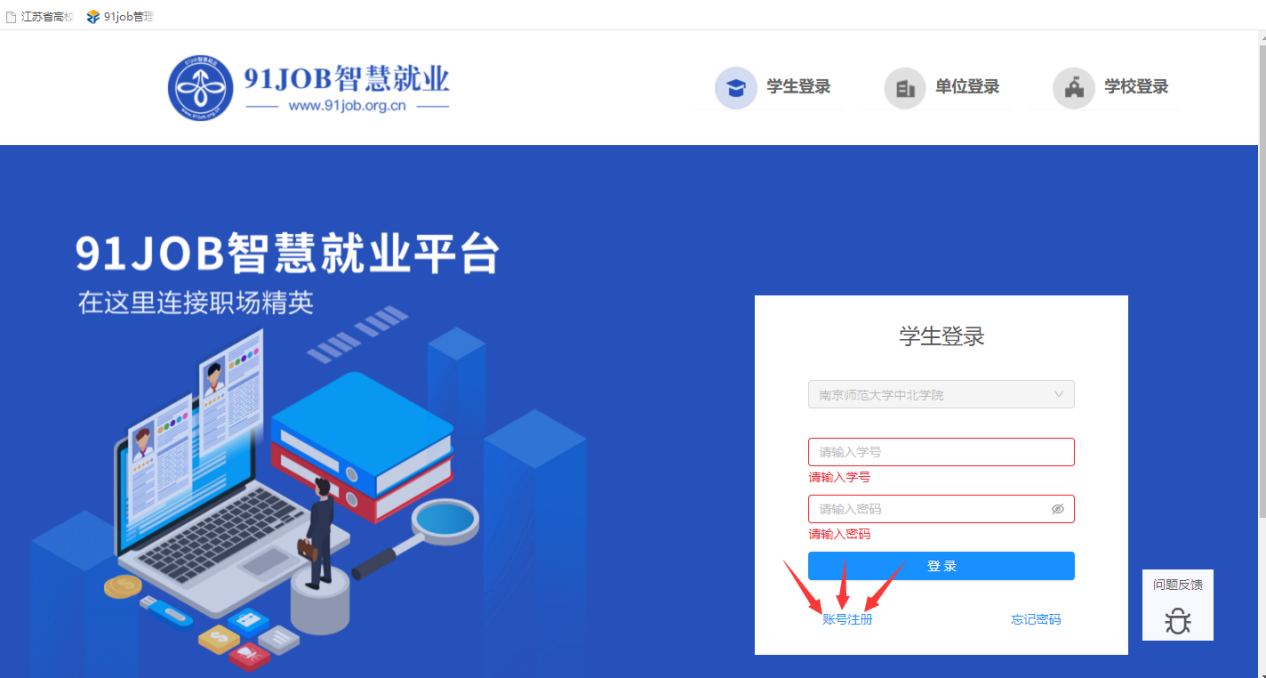 江苏省高校
91job管理
91JOB智慧就业
www.91job.org.cn
学生登录
单位登录
学校登录
91JOB智慧就业平台
在这里连接职场精英
学生登录
南京师范大学中北学院
请输入学号
请输入学号
请输入密码
请输入密码
登 录
账号注册
忘记密码
问题反馈